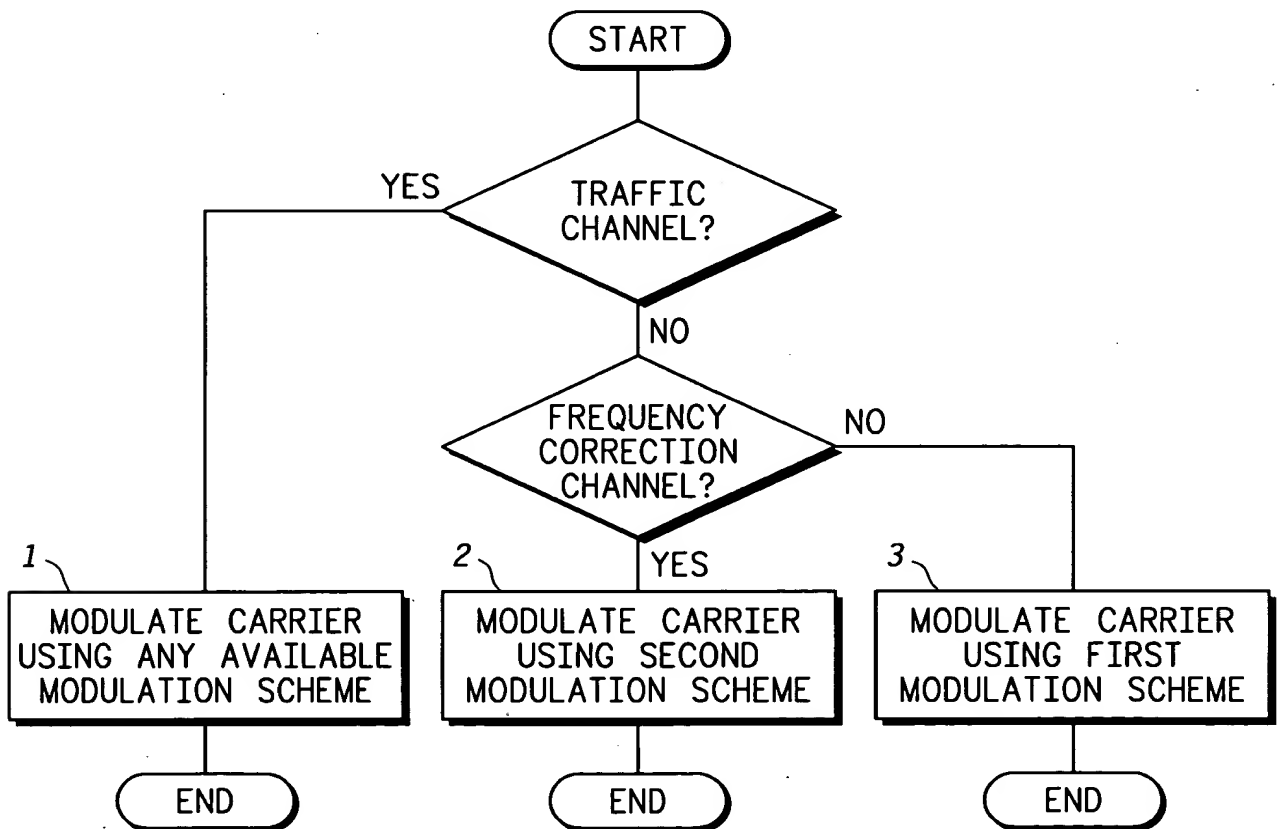 START
TRAFFIC
CHANNEL?
YES
NO
FREQUENCY
CORRECTION
CHANNEL?
NO
YES
1
MODULATE CARRIER
USING ANY AVAILABLE
MODULATION SCHEME
2
MODULATE CARRIER
USING SECOND
MODULATION SCHEME
3
MODULATE CARRIER
USING FIRST
MODULATION SCHEME
END
END
END